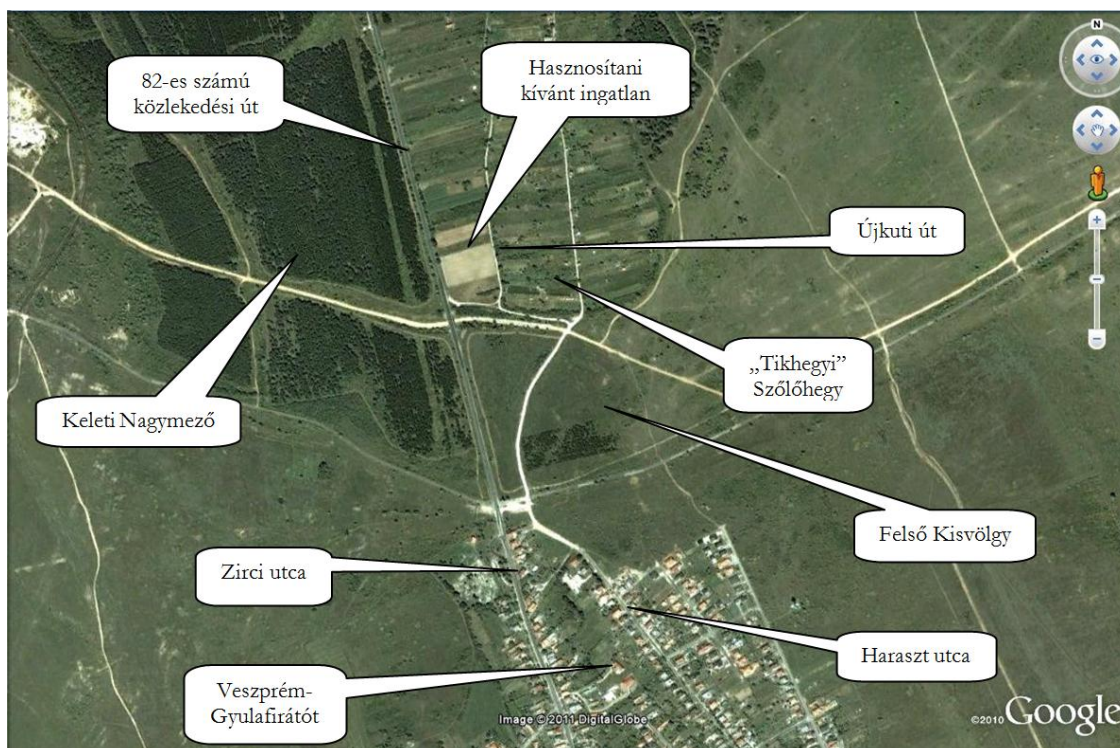 N
82-es számú
közlekedési út
Hasznosítani
kívánt ingatlan
Újkuti út
„Tikhegyi”
Szőlőhegy
Keleti Nagymező
Felső Kisvölgy
Zirci utca
Haraszt utca
Veszprém-
Gyulafirátót
Image © 2011 DigitalGlobe
©2010 Google